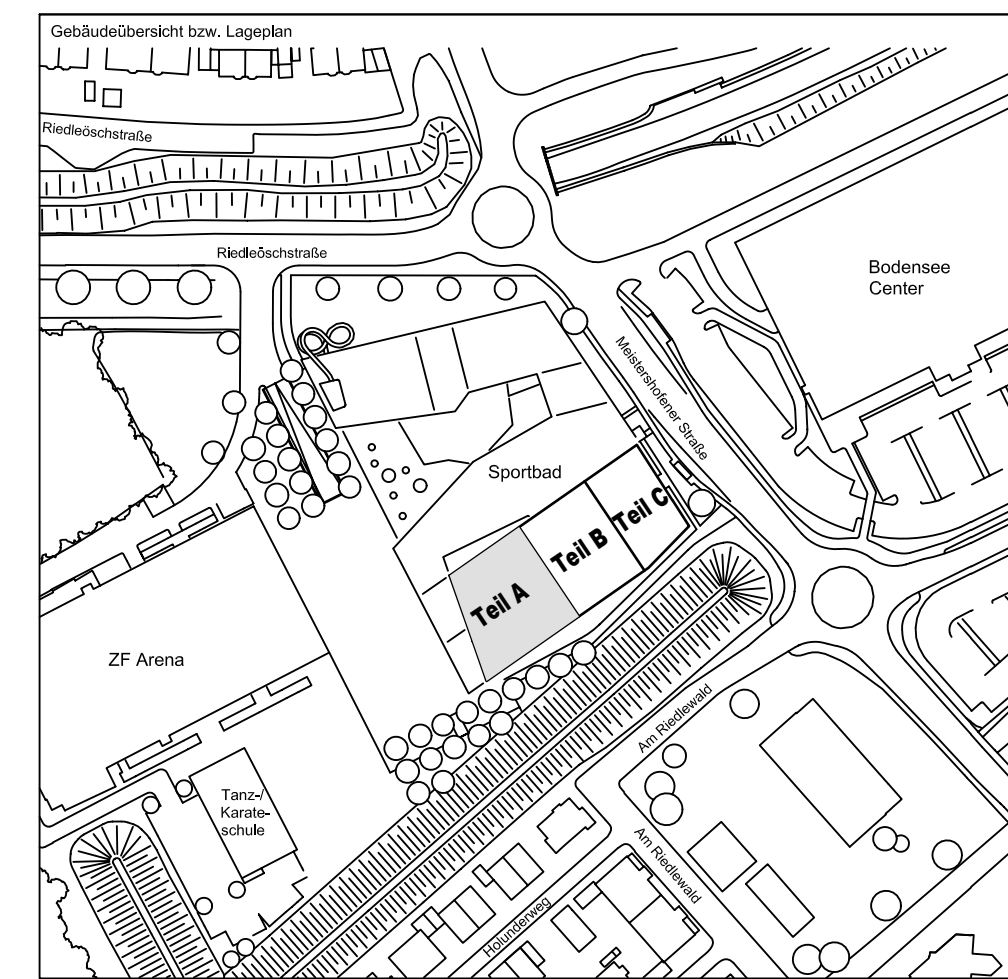 Gebäudeübersicht bzw. Lageplan
Riedleöschstraße
Riedleöschstraße
Bodensee
Center
Meistershofener Straße
Sportbad
Teil C
Teil B
Teil A
ZF Arena
Am Riedlewald
Tanz-/
Karate-
schule
Am Riedlewald
Holunderweg